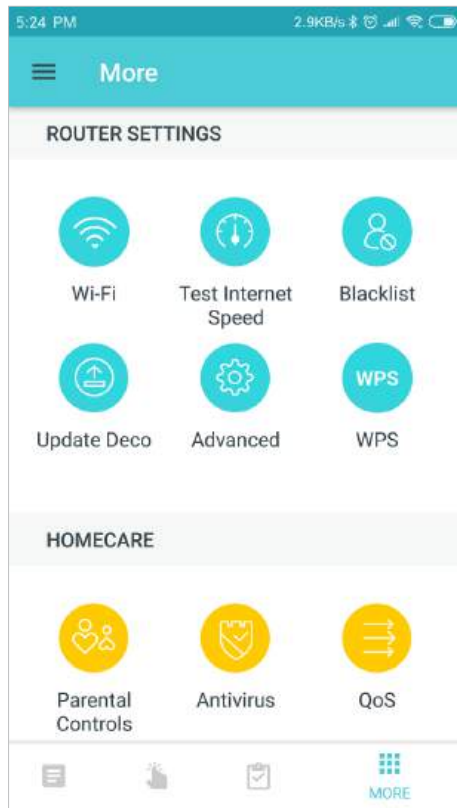 5:24 PM 2.9KB/s
More
ROUTER SETTINGS
Wi-Fi Test Internet Speed Blacklist
Update Deco Advanced WPS WPS
HOMECARE
Parental Controls Antivirus QoS
MORE